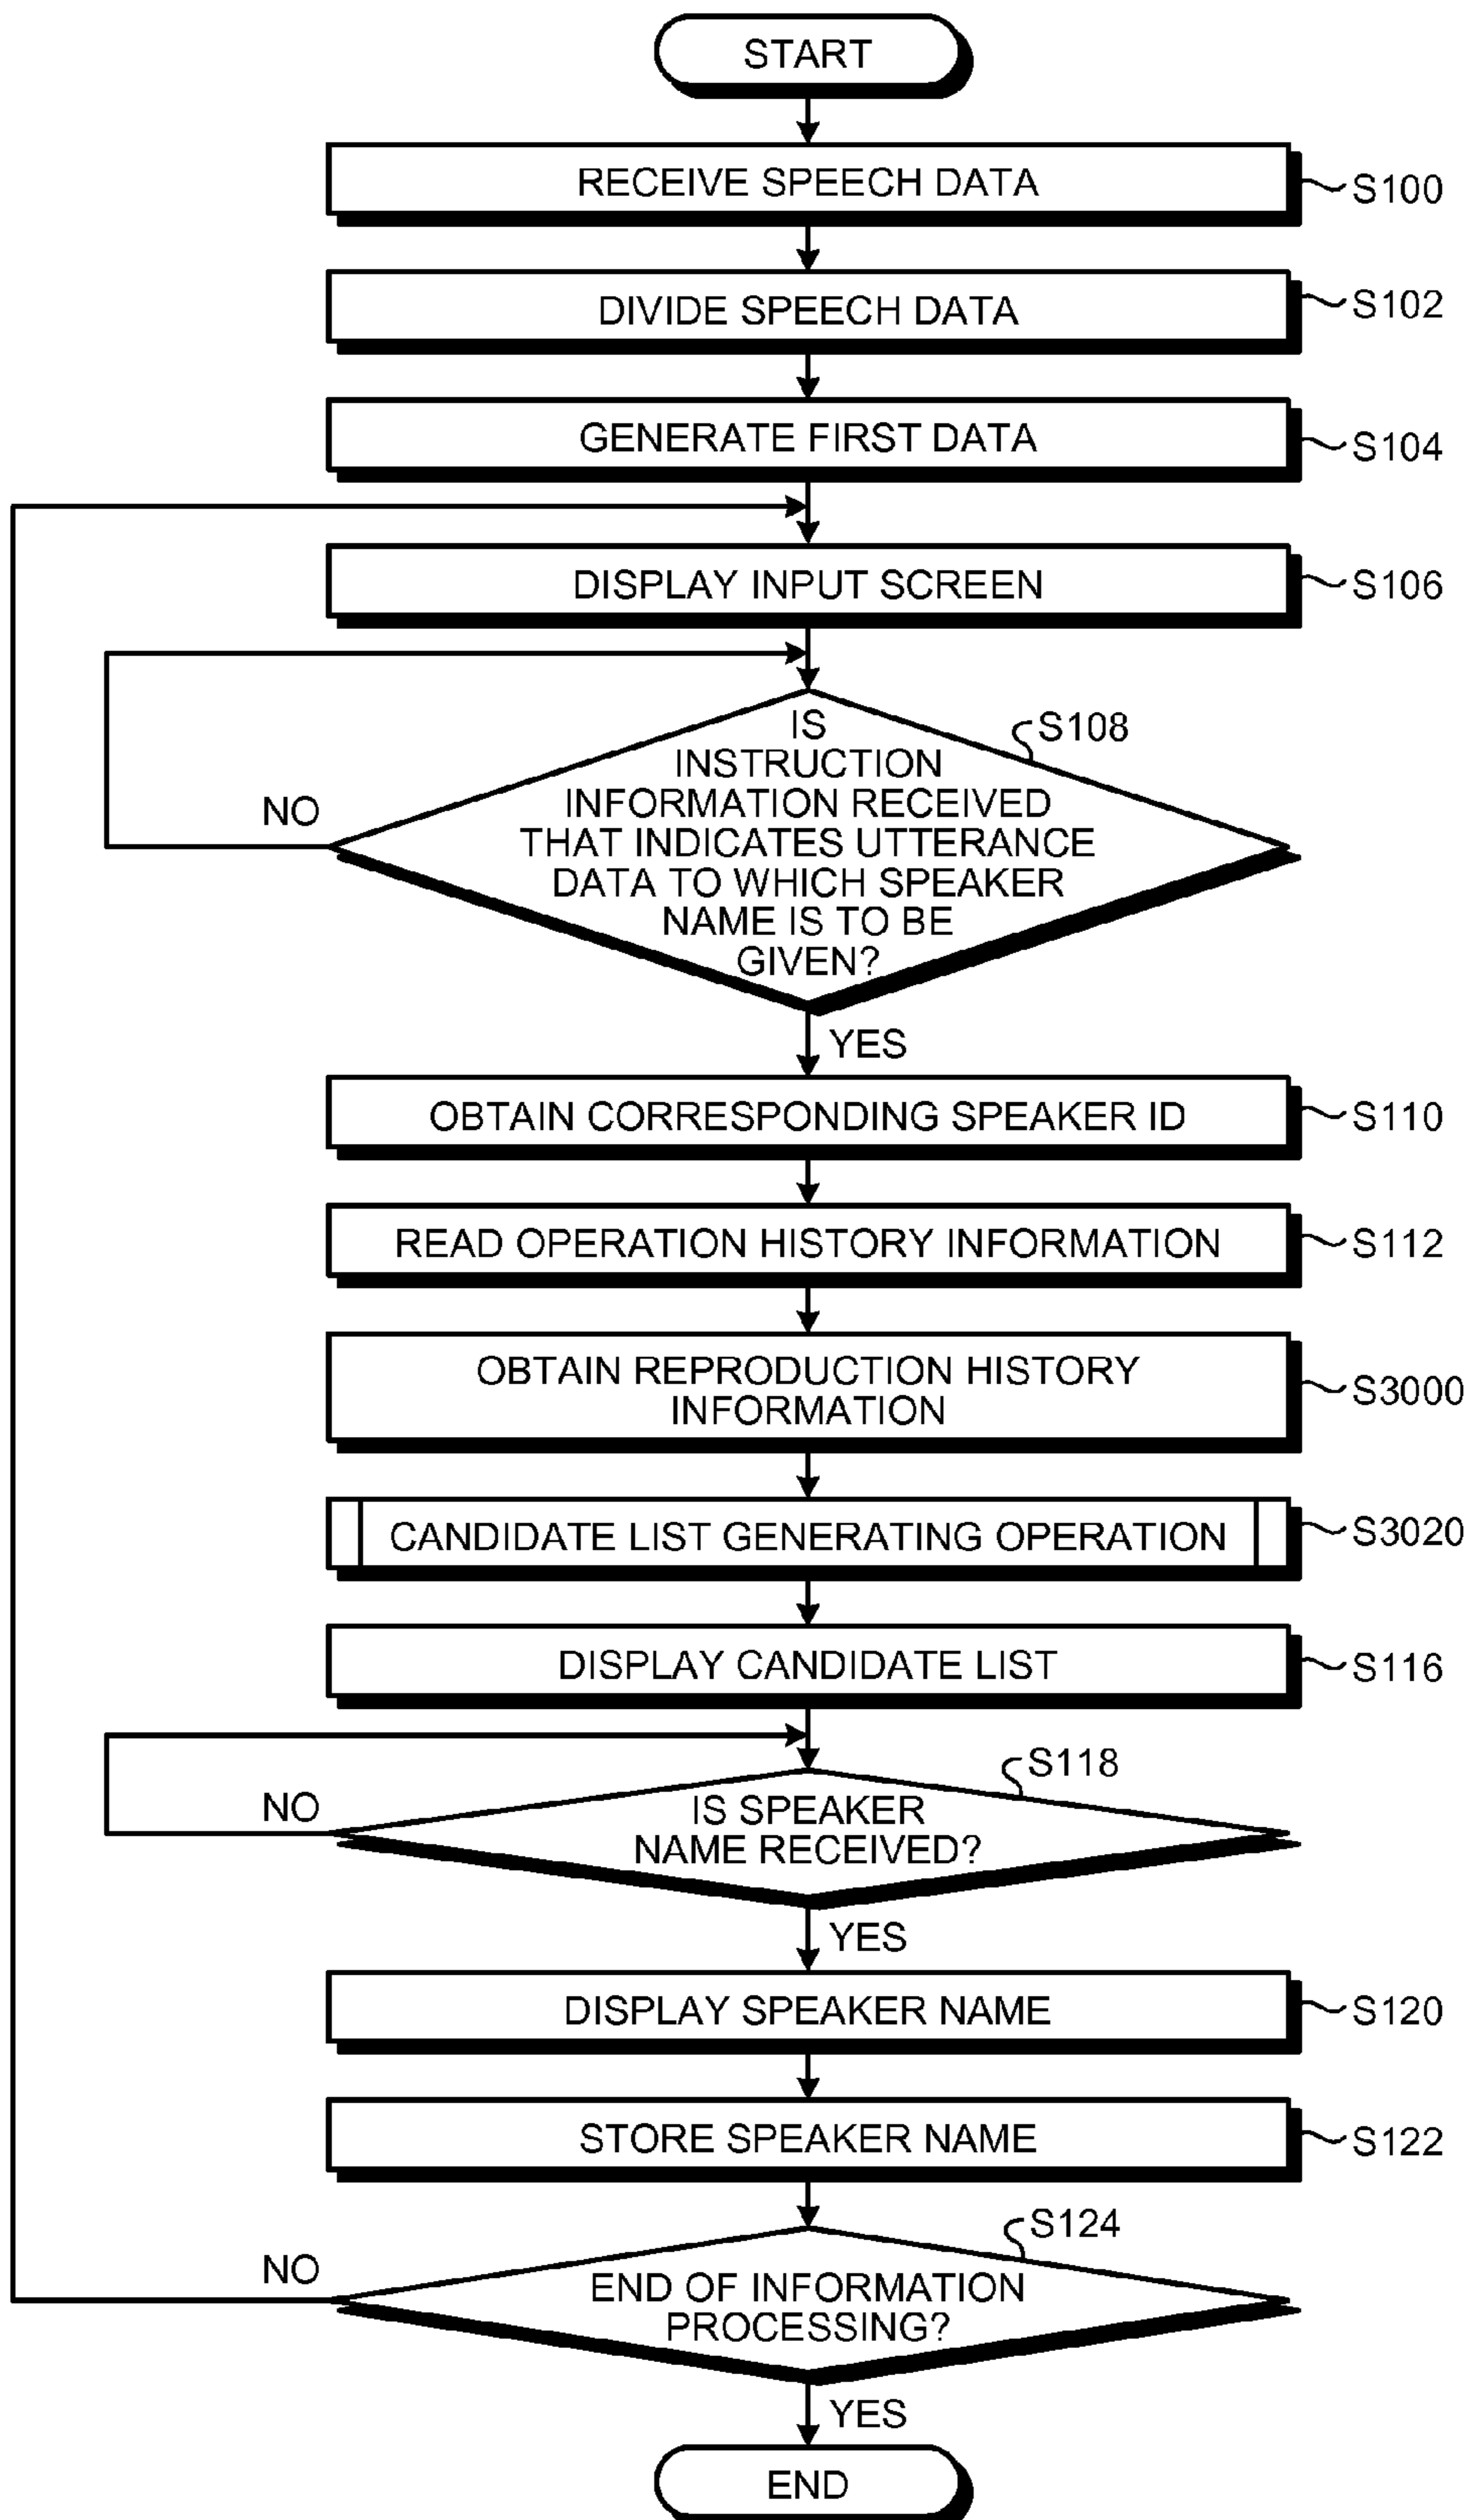 START
RECEIVE SPEECH DATA
S100
DIVIDE SPEECH DATA
S102
GENERATE FIRST DATA
S104
DISPLAY INPUT SCREEN
S106
S108
IS
INSTRUCTION
INFORMATION RECEIVED
THAT INDICATES UTTERANCE
DATA TO WHICH SPEAKER
NAME IS TO BE
GIVEN?
NO
YES
OBTAIN CORRESPONDING SPEAKER ID
S110
READ OPERATION HISTORY INFORMATION
S112
OBTAIN REPRODUCTION HISTORY
INFORMATION
S3000
CANDIDATE LIST GENERATING OPERATION
S3020
DISPLAY CANDIDATE LIST
S116
S118
IS SPEAKER
NAME RECEIVED?
NO
YES
DISPLAY SPEAKER NAME
S120
STORE SPEAKER NAME
S122
S124
END OF INFORMATION
PROCESSING?
NO
YES
END